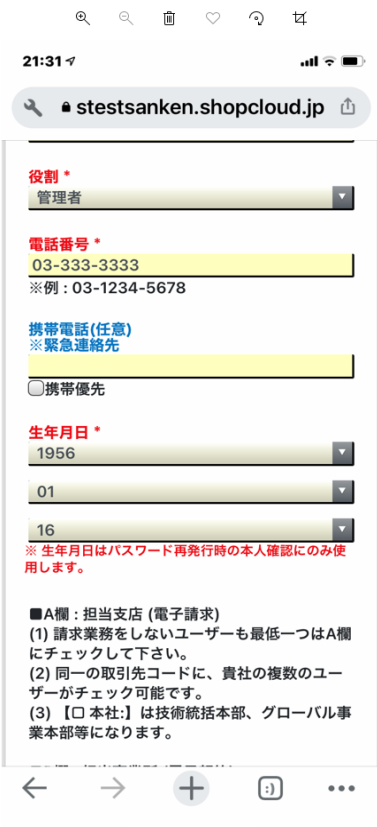 21:31
stestsanken.shopcloud.jp
役割 *
管理者
電話番号 *
03-333-3333
※例 : 03-1234-5678
携帯電話(任意)
※緊急連絡先
携帯優先
生年月日 *
1956
01
16
※ 生年月日はパスワード再発行時の本人確認にのみ使
用します。
■A欄 : 担当支店 (電子請求)
(1) 請求業務をしないユーザーも最低一つはA欄
にチェックして下さい。
(2) 同一の取引先コードに、貴社の複数のユー
ザーがチェック可能です。
(3) 【☐ 本社:】は技術統括本部、グローバル事
業本部等になります。
:)